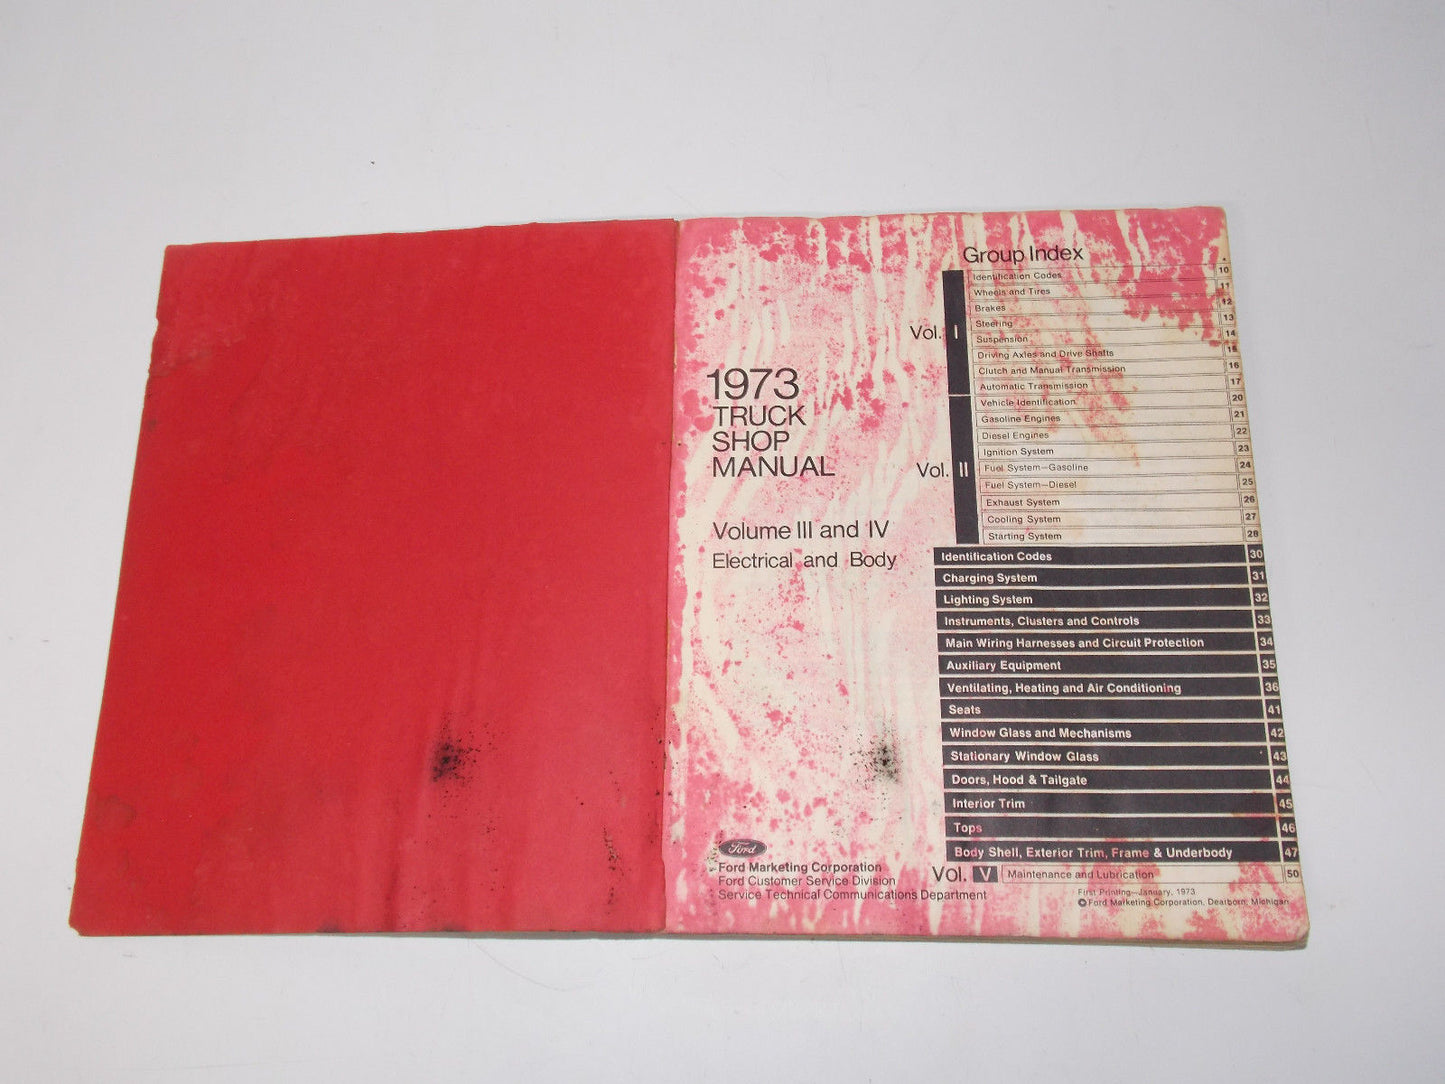 1973
TRUCK
SHOP
MANUAL
Volume III and IV
Electrical and Body
Ford
Ford Marketing Corporation
Ford Customer Service Division
Service Technical Communications Department
Group Index
Vol. I
Identification Codes 10
Wheels and Tires 11
Brakes 12
Steering 13
Suspension 14
Driving Axles and Drive Shafts 15
Clutch and Manual Transmission 16
Automatic Transmission 17
Vol. II
Vehicle Identification 20
Gasoline Engines 21
Diesel Engines 22
Ignition System 23
Fuel System—Gasoline 24
Fuel System—Diesel 25
Exhaust System 26
Cooling System 27
Starting System 28
Identification Codes 30
Charging System 31
Lighting System 32
Instruments, Clusters and Controls 33
Main Wiring Harnesses and Circuit Protection 34
Auxiliary Equipment 35
Ventilating, Heating and Air Conditioning 36
Seats 41
Window Glass and Mechanisms 42
Stationary Window Glass 43
Doors, Hood & Tailgate 44
Interior Trim 45
Tops 46
Body Shell, Exterior Trim, Frame & Underbody 47
Vol. V Maintenance and Lubrication 50
First Printing—January, 1973
© Ford Marketing Corporation, Dearborn, Michigan